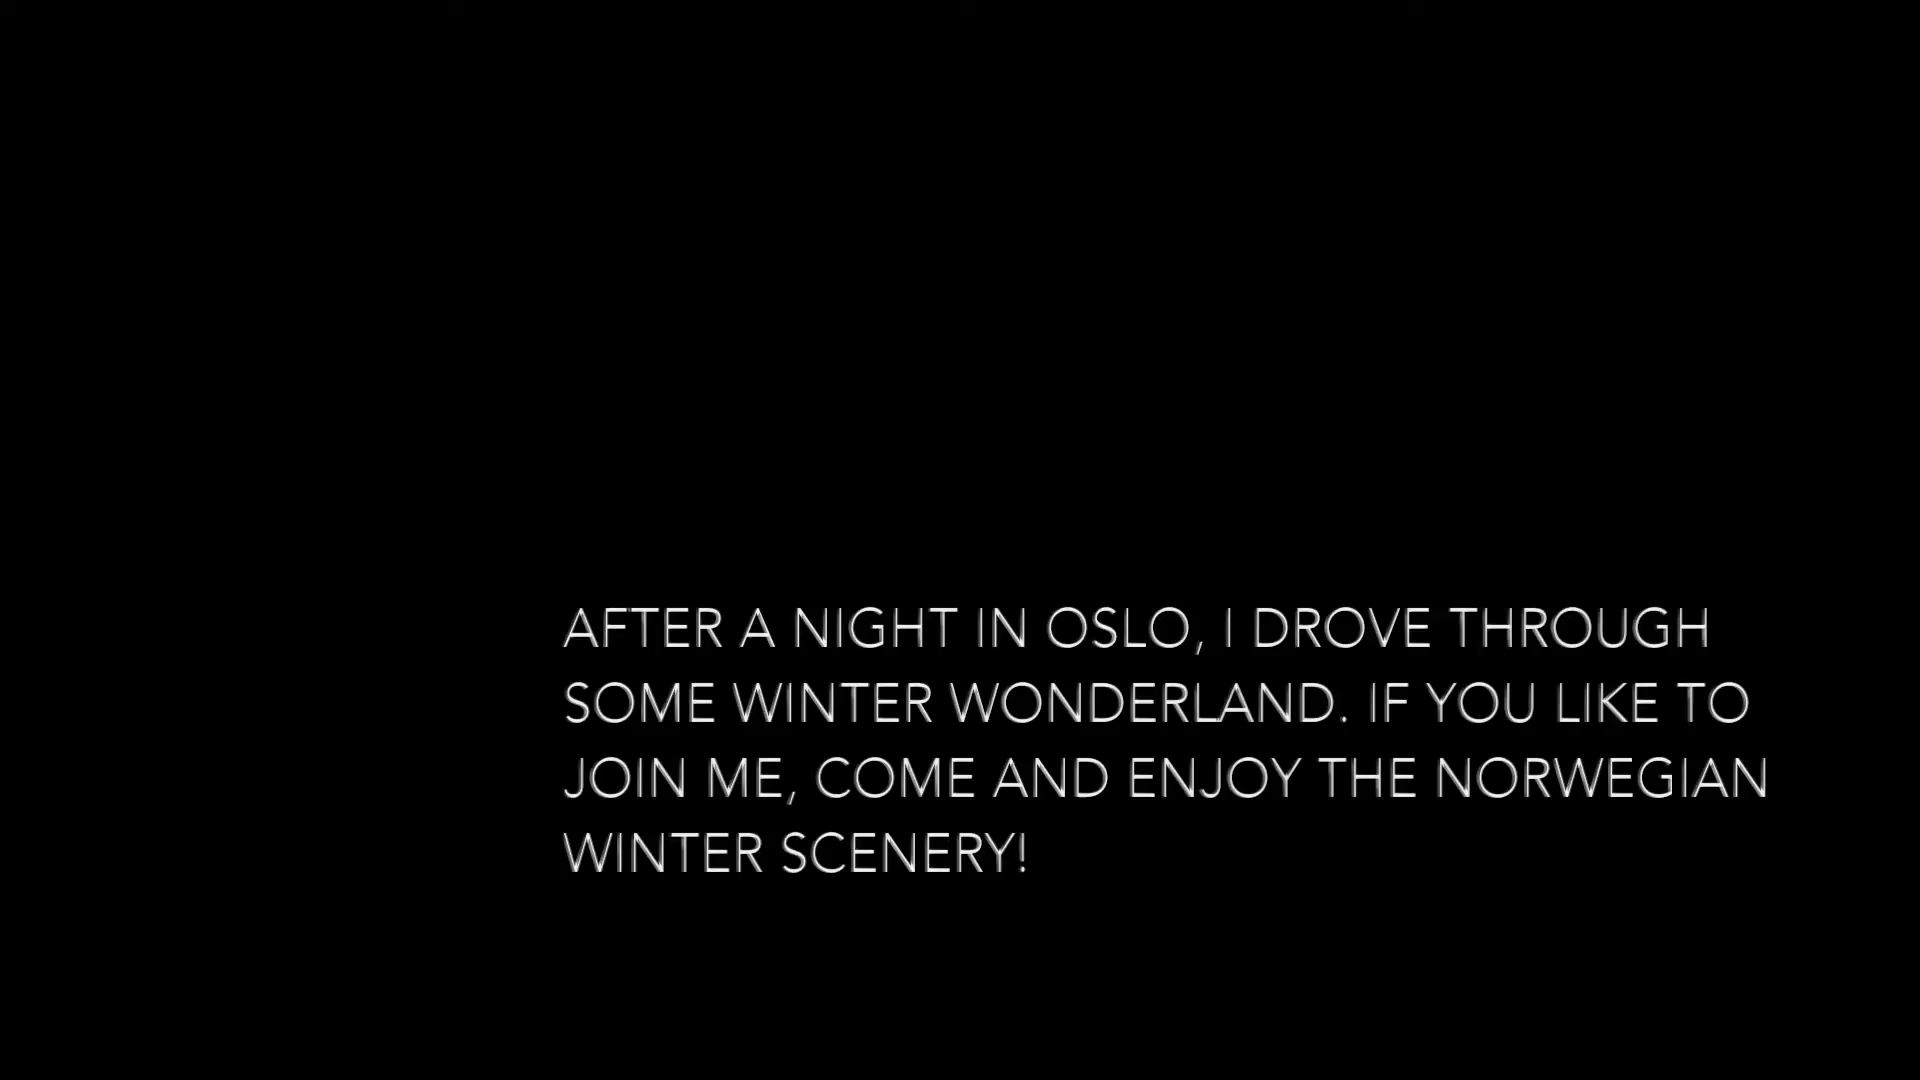 AFTER A NIGHT IN OSLO, I DROVE THROUGH
SOME WINTER WONDERLAND. IF YOU LIKE TO
JOIN ME, COME AND ENJOY THE NORWEGIAN
WINTER SCENERY!